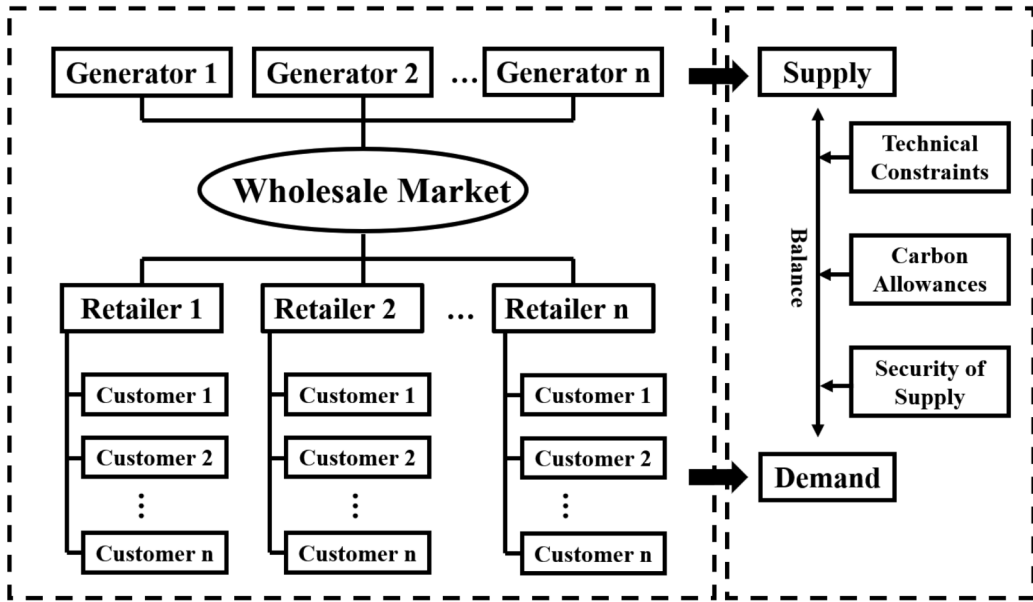 Generator 1
Generator 2
...
Generator n
Wholesale Market
Retailer 1
Retailer 2
...
Retailer n
Customer 1
Customer 2
⋮
Customer n
Customer 1
Customer 2
⋮
Customer n
Customer 1
Customer 2
⋮
Customer n
Supply
Balance
Technical
Constraints
Carbon
Allowances
Security of
Supply
Demand